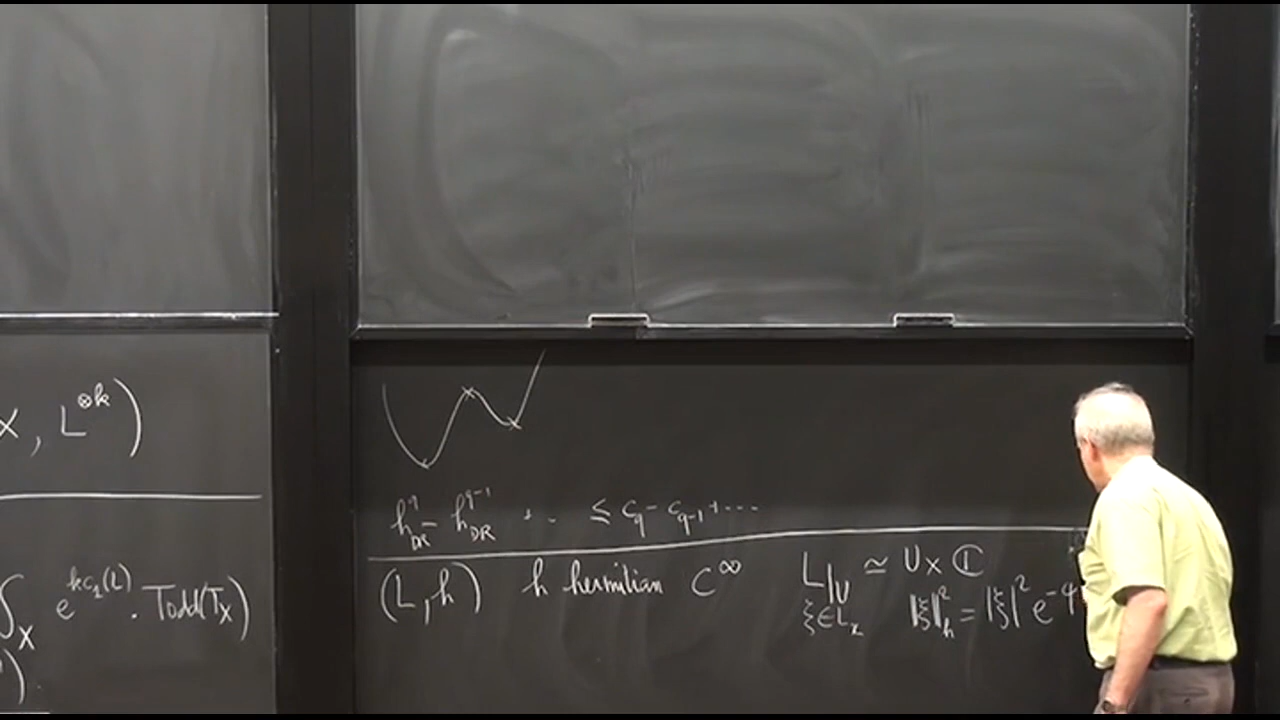 X, L^{⊗k})
∫_X e^{kc_1(L)} . Todd(T_X)
)
h^q_{DR} - h^{q-1}_{DR} + .. ≤ c_q - c_{q-1} + ...
(L, h) h hermitian C^∞ L|_U ≃ U × ℂ
ξ ∈ L_x ‖ξ‖²_h = |ξ|² e^{-φ